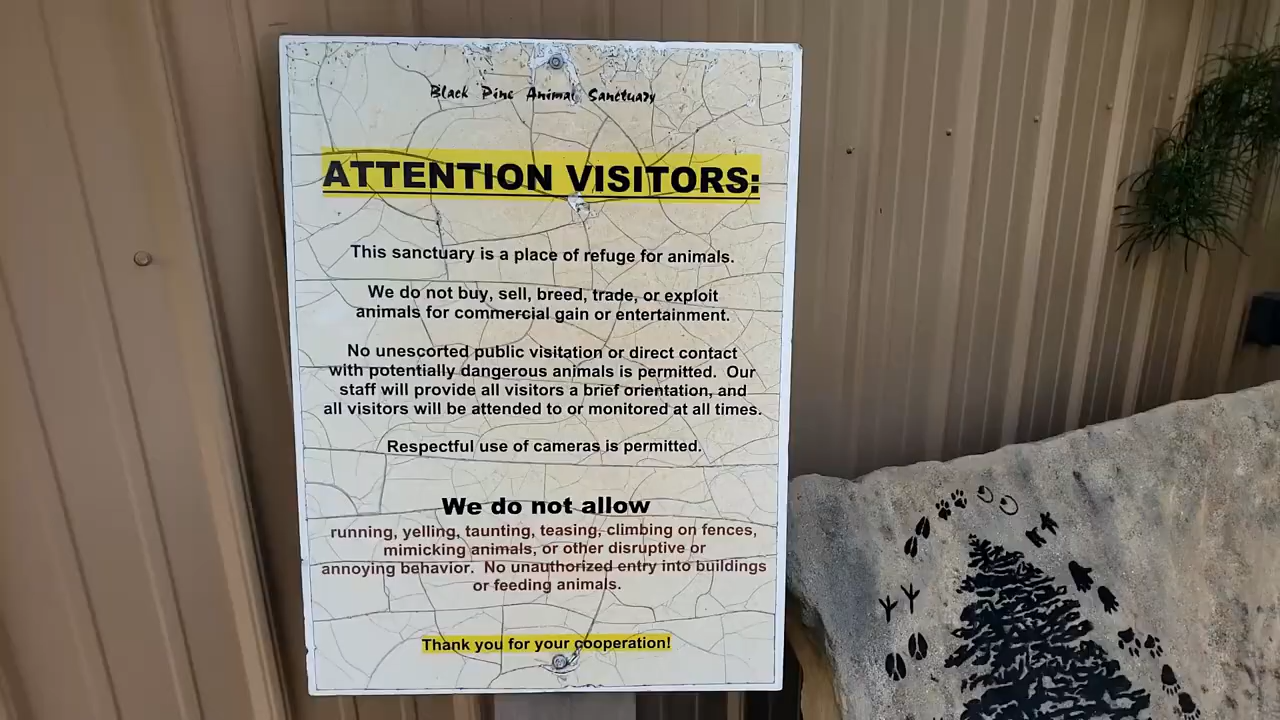 Black Pine Animal Sanctuary
ATTENTION VISITORS:
This sanctuary is a place of refuge for animals.
We do not buy, sell, breed, trade, or exploit
animals for commercial gain or entertainment.
No unescorted public visitation or direct contact
with potentially dangerous animals is permitted. Our
staff will provide all visitors a brief orientation, and
all visitors will be attended to or monitored at all times.
Respectful use of cameras is permitted.
We do not allow
running, yelling, taunting, teasing, climbing on fences,
mimicking animals, or other disruptive or
annoying behavior. No unauthorized entry into buildings
or feeding animals.
Thank you for your cooperation!